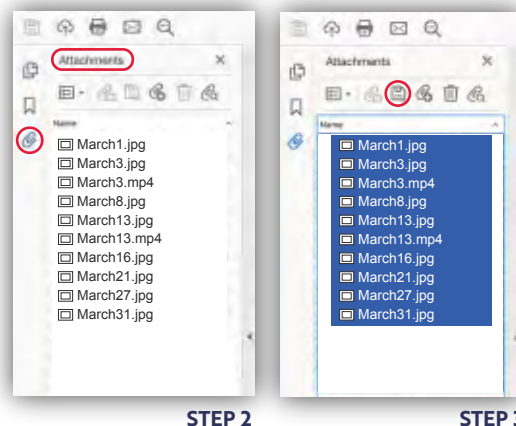 Attachments
Name
March1.jpg
March3.jpg
March3.mp4
March8.jpg
March13.jpg
March13.mp4
March16.jpg
March21.jpg
March27.jpg
March31.jpg
STEP 2
Attachments
Name
March1.jpg
March3.jpg
March3.mp4
March8.jpg
March13.jpg
March13.mp4
March16.jpg
March21.jpg
March27.jpg
March31.jpg
STEP 3